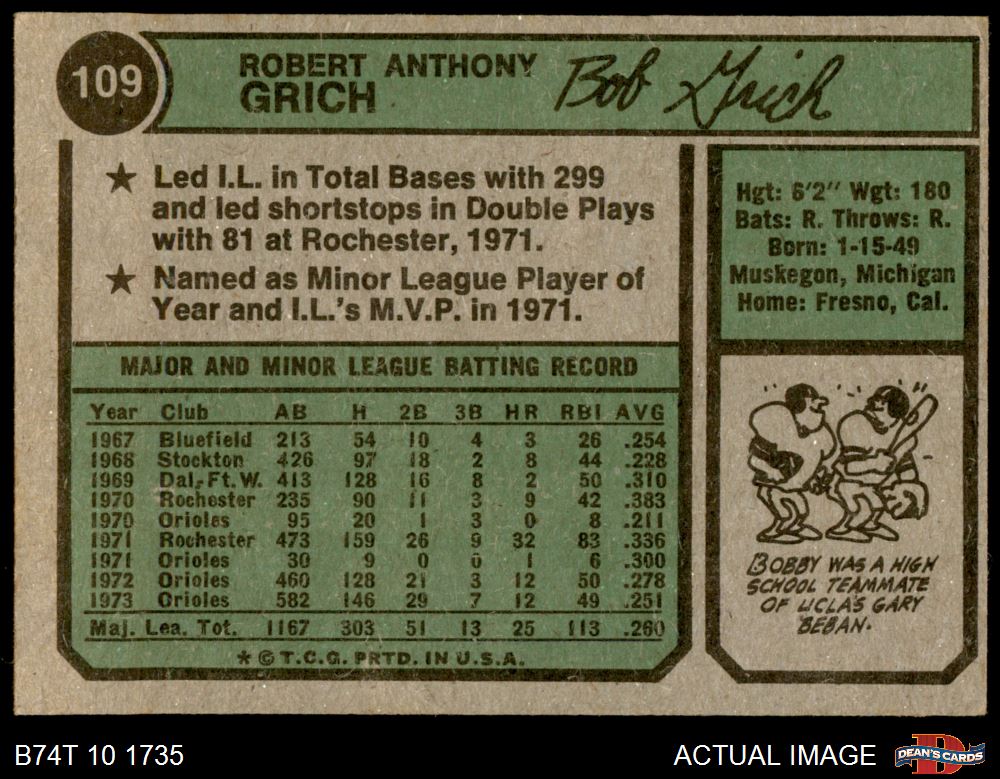 109
ROBERT ANTHONY
GRICH
Bob Grich
★ Led I.L. in Total Bases with 299
and led shortstops in Double Plays
with 81 at Rochester, 1971.
★ Named as Minor League Player of
Year and I.L.'s M.V.P. in 1971.
MAJOR AND MINOR LEAGUE BATTING RECORD
Year Club AB H 2B 3B HR RBI AVG
1967 Bluefield 213 54 10 4 3 26 .254
1968 Stockton 426 97 18 2 8 44 .228
1969 Dal.-Ft.W. 413 128 16 8 2 50 .310
1970 Rochester 235 90 11 3 9 42 .383
1970 Orioles 95 20 1 3 0 8 .211
1971 Rochester 473 159 26 9 32 83 .336
1971 Orioles 30 9 0 0 1 6 .300
1972 Orioles 460 128 21 3 12 50 .278
1973 Orioles 582 146 29 7 12 49 .251
Maj. Lea. Tot. 1167 303 51 13 25 113 .260
* © T.C.G. PRTD. IN U.S.A.
Hgt: 6'2" Wgt: 180
Bats: R. Throws: R.
Born: 1-15-49
Muskegon, Michigan
Home: Fresno, Cal.
BOBBY WAS A HIGH
SCHOOL TEAMMATE
OF UCLA'S GARY
BEBAN.
B74T 10 1735
ACTUAL IMAGE
DEAN'S CARDS